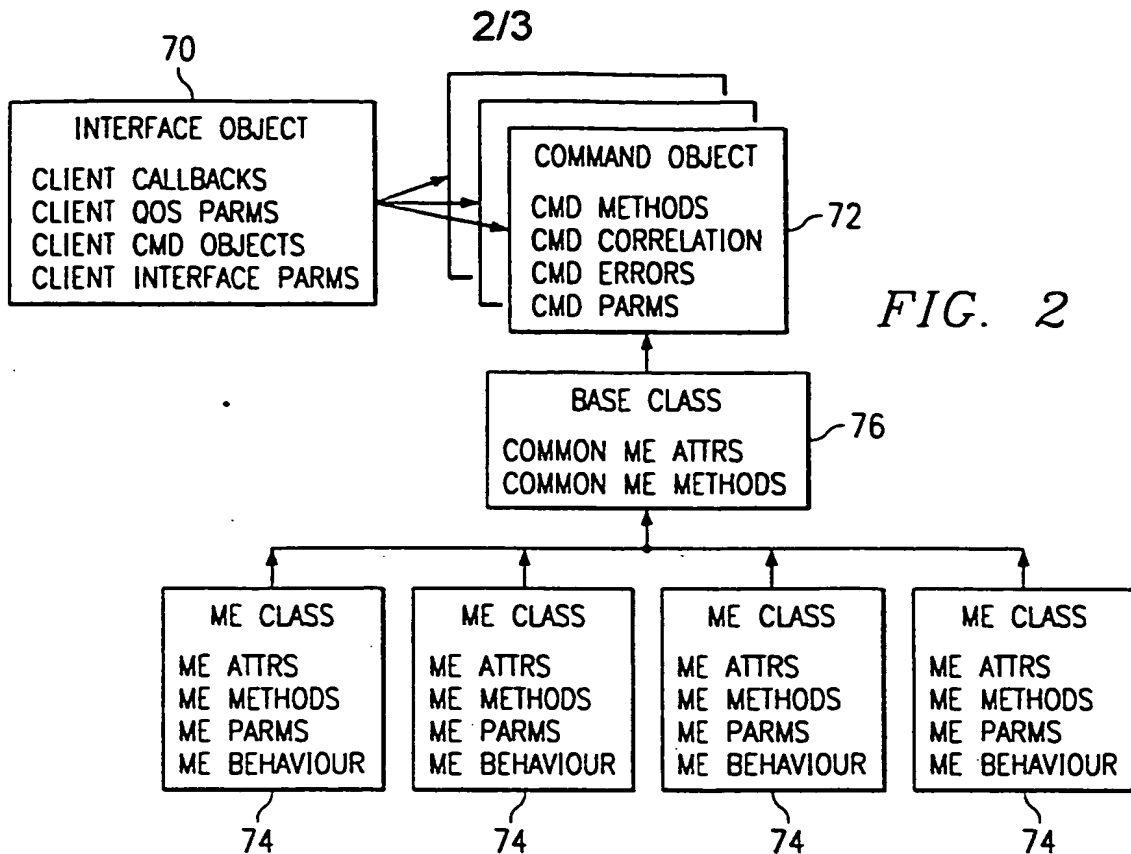 2/3
70
INTERFACE OBJECT
CLIENT CALLBACKS
CLIENT QOS PARMS
CLIENT CMD OBJECTS
CLIENT INTERFACE PARMS
COMMAND OBJECT
CMD METHODS
CMD CORRELATION
CMD ERRORS
CMD PARMS
72
FIG. 2
BASE CLASS
COMMON ME ATTRS
COMMON ME METHODS
76
ME CLASS
ME ATTRS
ME METHODS
ME PARMS
ME BEHAVIOUR
74
ME CLASS
ME ATTRS
ME METHODS
ME PARMS
ME BEHAVIOUR
74
ME CLASS
ME ATTRS
ME METHODS
ME PARMS
ME BEHAVIOUR
74
ME CLASS
ME ATTRS
ME METHODS
ME PARMS
ME BEHAVIOUR
74